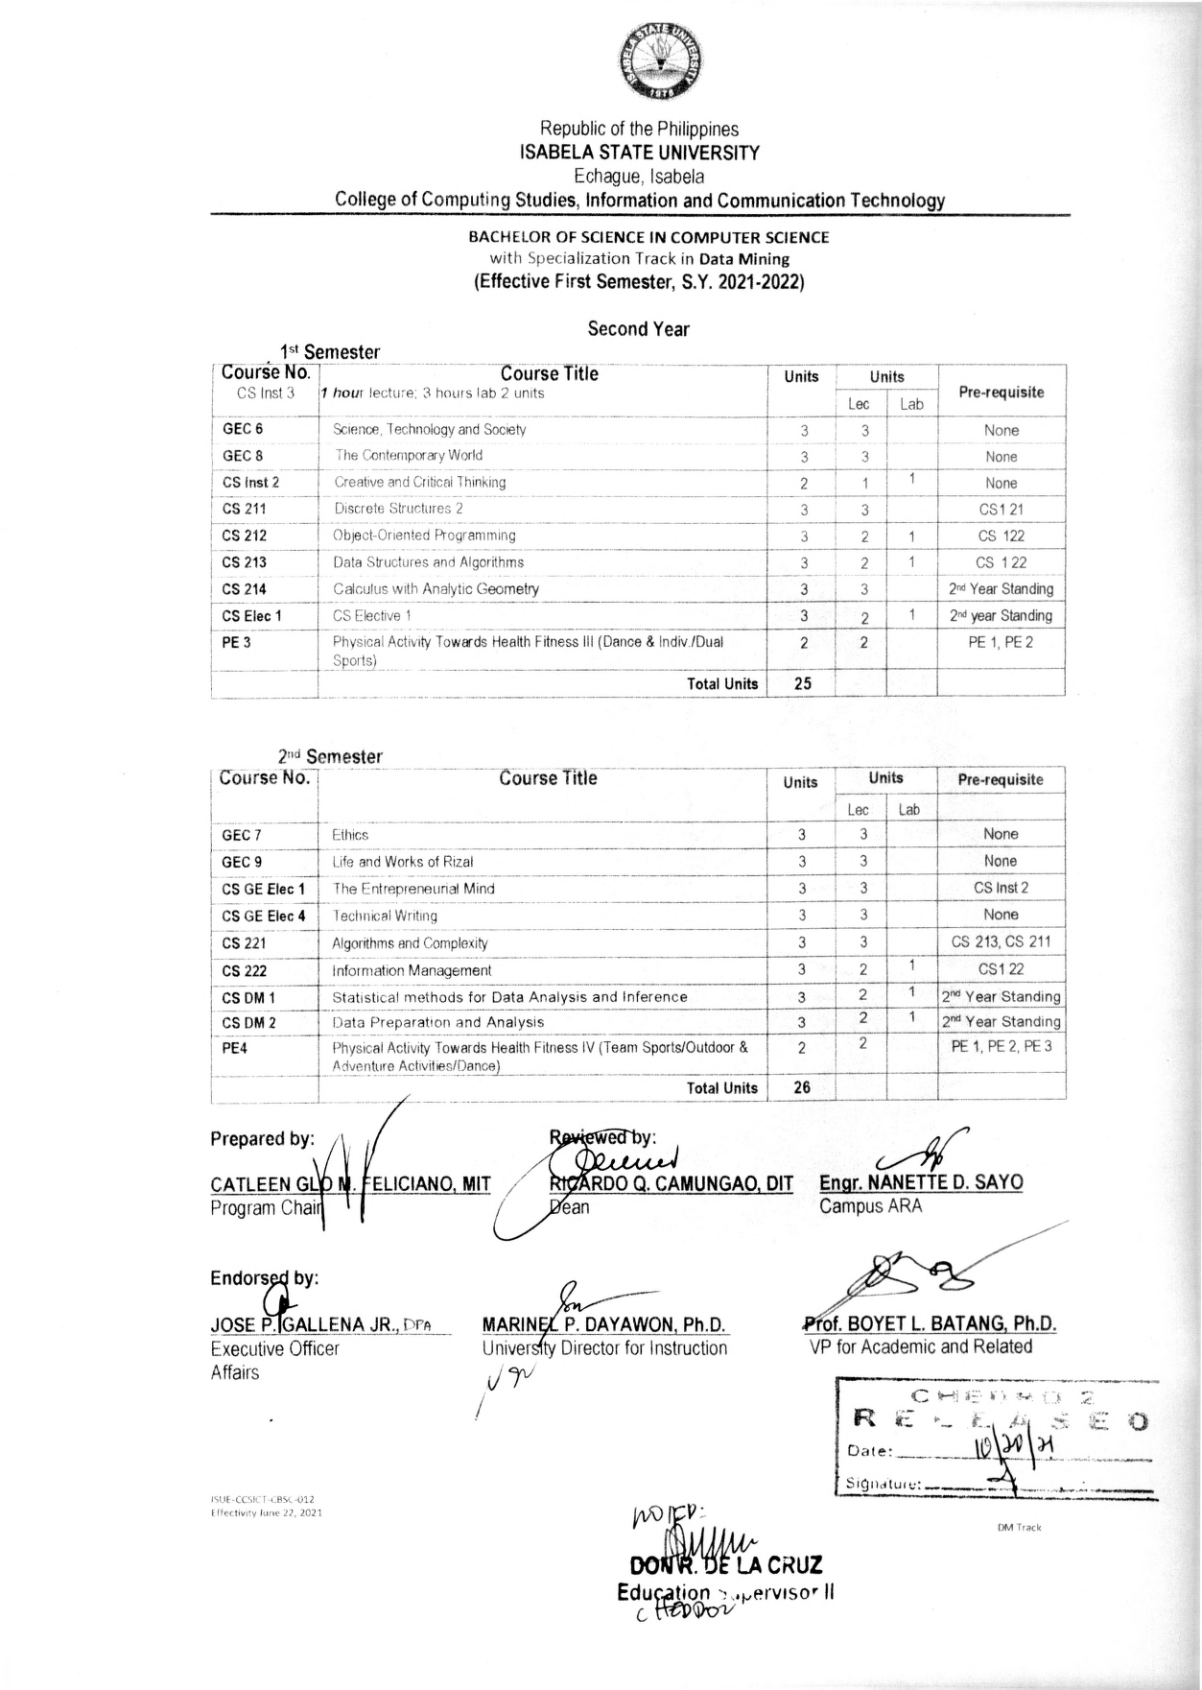 ISABELA STATE UNIVERSITY
1978
Republic of the Philippines
ISABELA STATE UNIVERSITY
Echague, Isabela
College of Computing Studies, Information and Communication Technology
BACHELOR OF SCIENCE IN COMPUTER SCIENCE
with Specialization Track in Data Mining
(Effective First Semester, S.Y. 2021-2022)
Second Year
1st Semester
Course No. Course Title Units Units Pre-requisite
CS Inst 3 1 hour lecture; 3 hours lab 2 units
Lec Lab
GEC 6 Science, Technology and Society 3 3 None
GEC 8 The Contemporary World 3 3 None
CS Inst 2 Creative and Critical Thinking 2 1 1 None
CS 211 Discrete Structures 2 3 3 CS1 21
CS 212 Object-Oriented Programming 3 2 1 CS 122
CS 213 Data Structures and Algorithms 3 2 1 CS 122
CS 214 Calculus with Analytic Geometry 3 3 2nd Year Standing
CS Elec 1 CS Elective 1 3 2 1 2nd year Standing
PE 3 Physical Activity Towards Health Fitness III (Dance & Indiv./Dual 2 2 PE 1, PE 2
Sports)
Total Units 25
2nd Semester
Course No. Course Title Units Units Pre-requisite
Lec Lab
GEC 7 Ethics 3 3 None
GEC 9 Life and Works of Rizal 3 3 None
CS GE Elec 1 The Entrepreneurial Mind 3 3 CS Inst 2
CS GE Elec 4 Technical Writing 3 3 None
CS 221 Algorithms and Complexity 3 3 CS 213, CS 211
CS 222 Information Management 3 2 1 CS1 22
CS DM 1 Statistical methods for Data Analysis and Inference 3 2 1 2nd Year Standing
CS DM 2 Data Preparation and Analysis 3 2 1 2nd Year Standing
PE4 Physical Activity Towards Health Fitness IV (Team Sports/Outdoor & 2 2 PE 1, PE 2, PE 3
Adventure Activities/Dance)
Total Units 26
Prepared by: Reviewed by:
CATLEEN GLO M. FELICIANO, MIT RICARDO Q. CAMUNGAO, DIT Engr. NANETTE D. SAYO
Program Chair Dean Campus ARA
Endorsed by:
JOSE P. GALLENA JR., DPA MARINEL P. DAYAWON, Ph.D. Prof. BOYET L. BATANG, Ph.D.
Executive Officer University Director for Instruction VP for Academic and Related
Affairs
CHEDRO 2
RELEASED
Date: 10/20/21
Signature:
ISUE-CCSICT-CBSC-012
Effectivity June 22, 2021
DM Track
NOTED:
DON R. DE LA CRUZ
Education Supervisor II